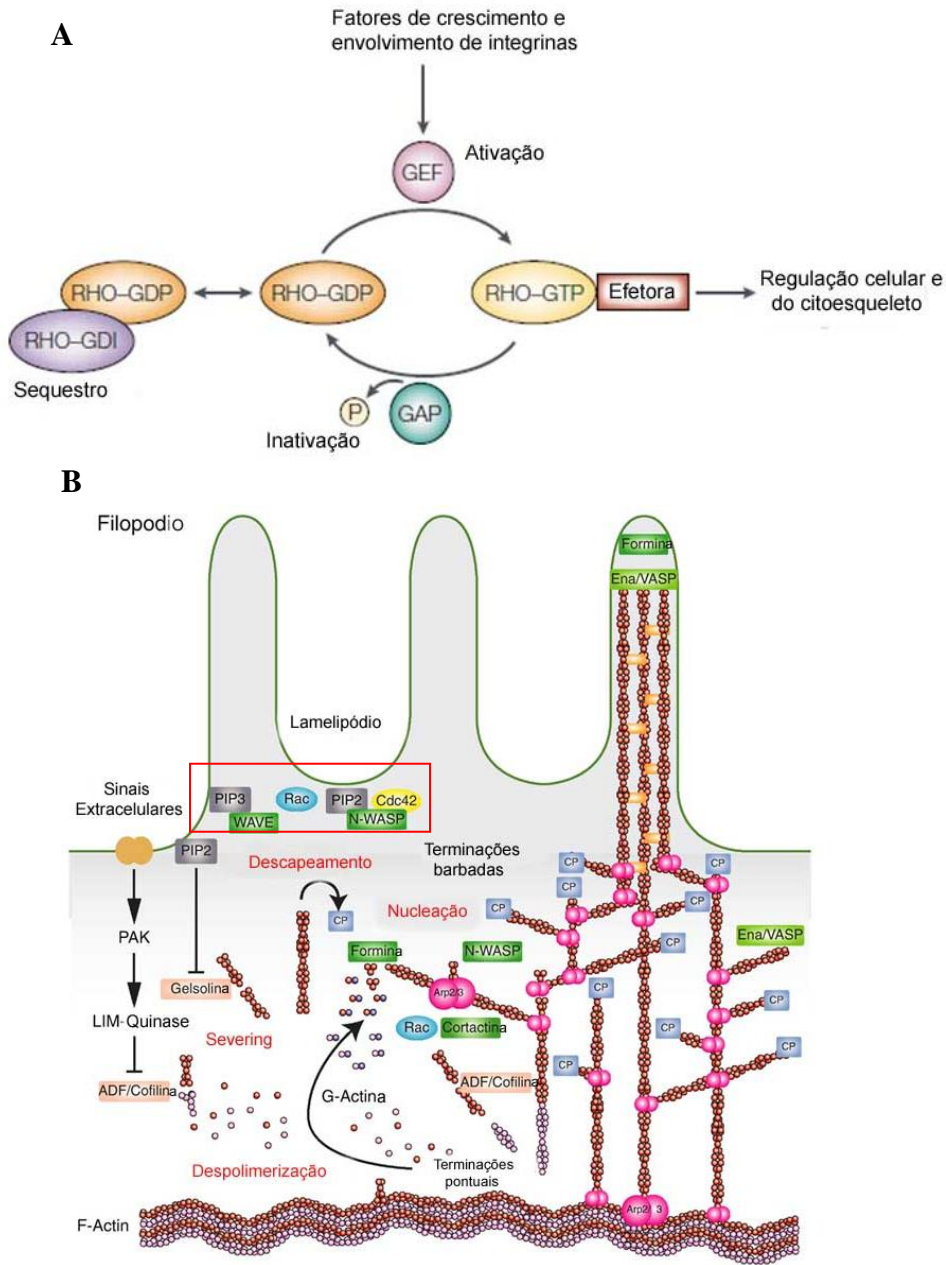 A
Fatores de crescimento e
envolvimento de integrinas
GEF
Ativação
RHO–GDP
RHO–GDI
Sequestro
RHO–GDP
RHO–GTP
Efetora
Regulação celular e
do citoesqueleto
P
GAP
Inativação
B
Filopodio
Formina
Ena/VASP
Lamelipódio
Sinais
Extracelulares
PIP3
WAVE
Rac
PIP2
Cdc42
N-WASP
PIP2
Descapeamento
Terminações
barbadas
CP
CP
CP
CP
Nucleação
CP
CP
PAK
Formina
N-WASP
CP
Ena/VASP
Gelsolina
Arp2/3
CP
LIM-Quinase
Severing
Rac
Cortactina
CP
CP
CP
CP
ADF/Cofilina
ADF/Cofilina
G-Actina
Despolimerização
Terminações
pontuais
F-Actin
Arp2/ 3